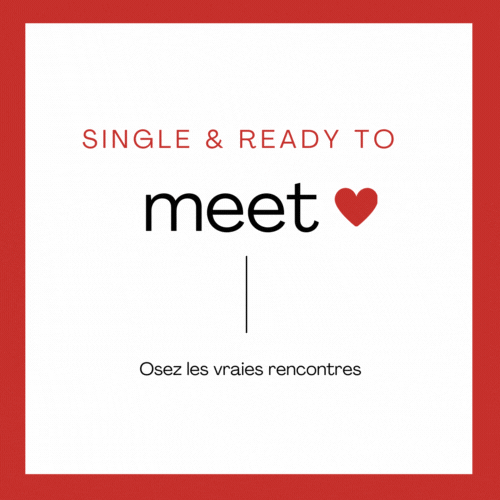 SINGLE & READY TO
meet
Osez les vraies rencontres